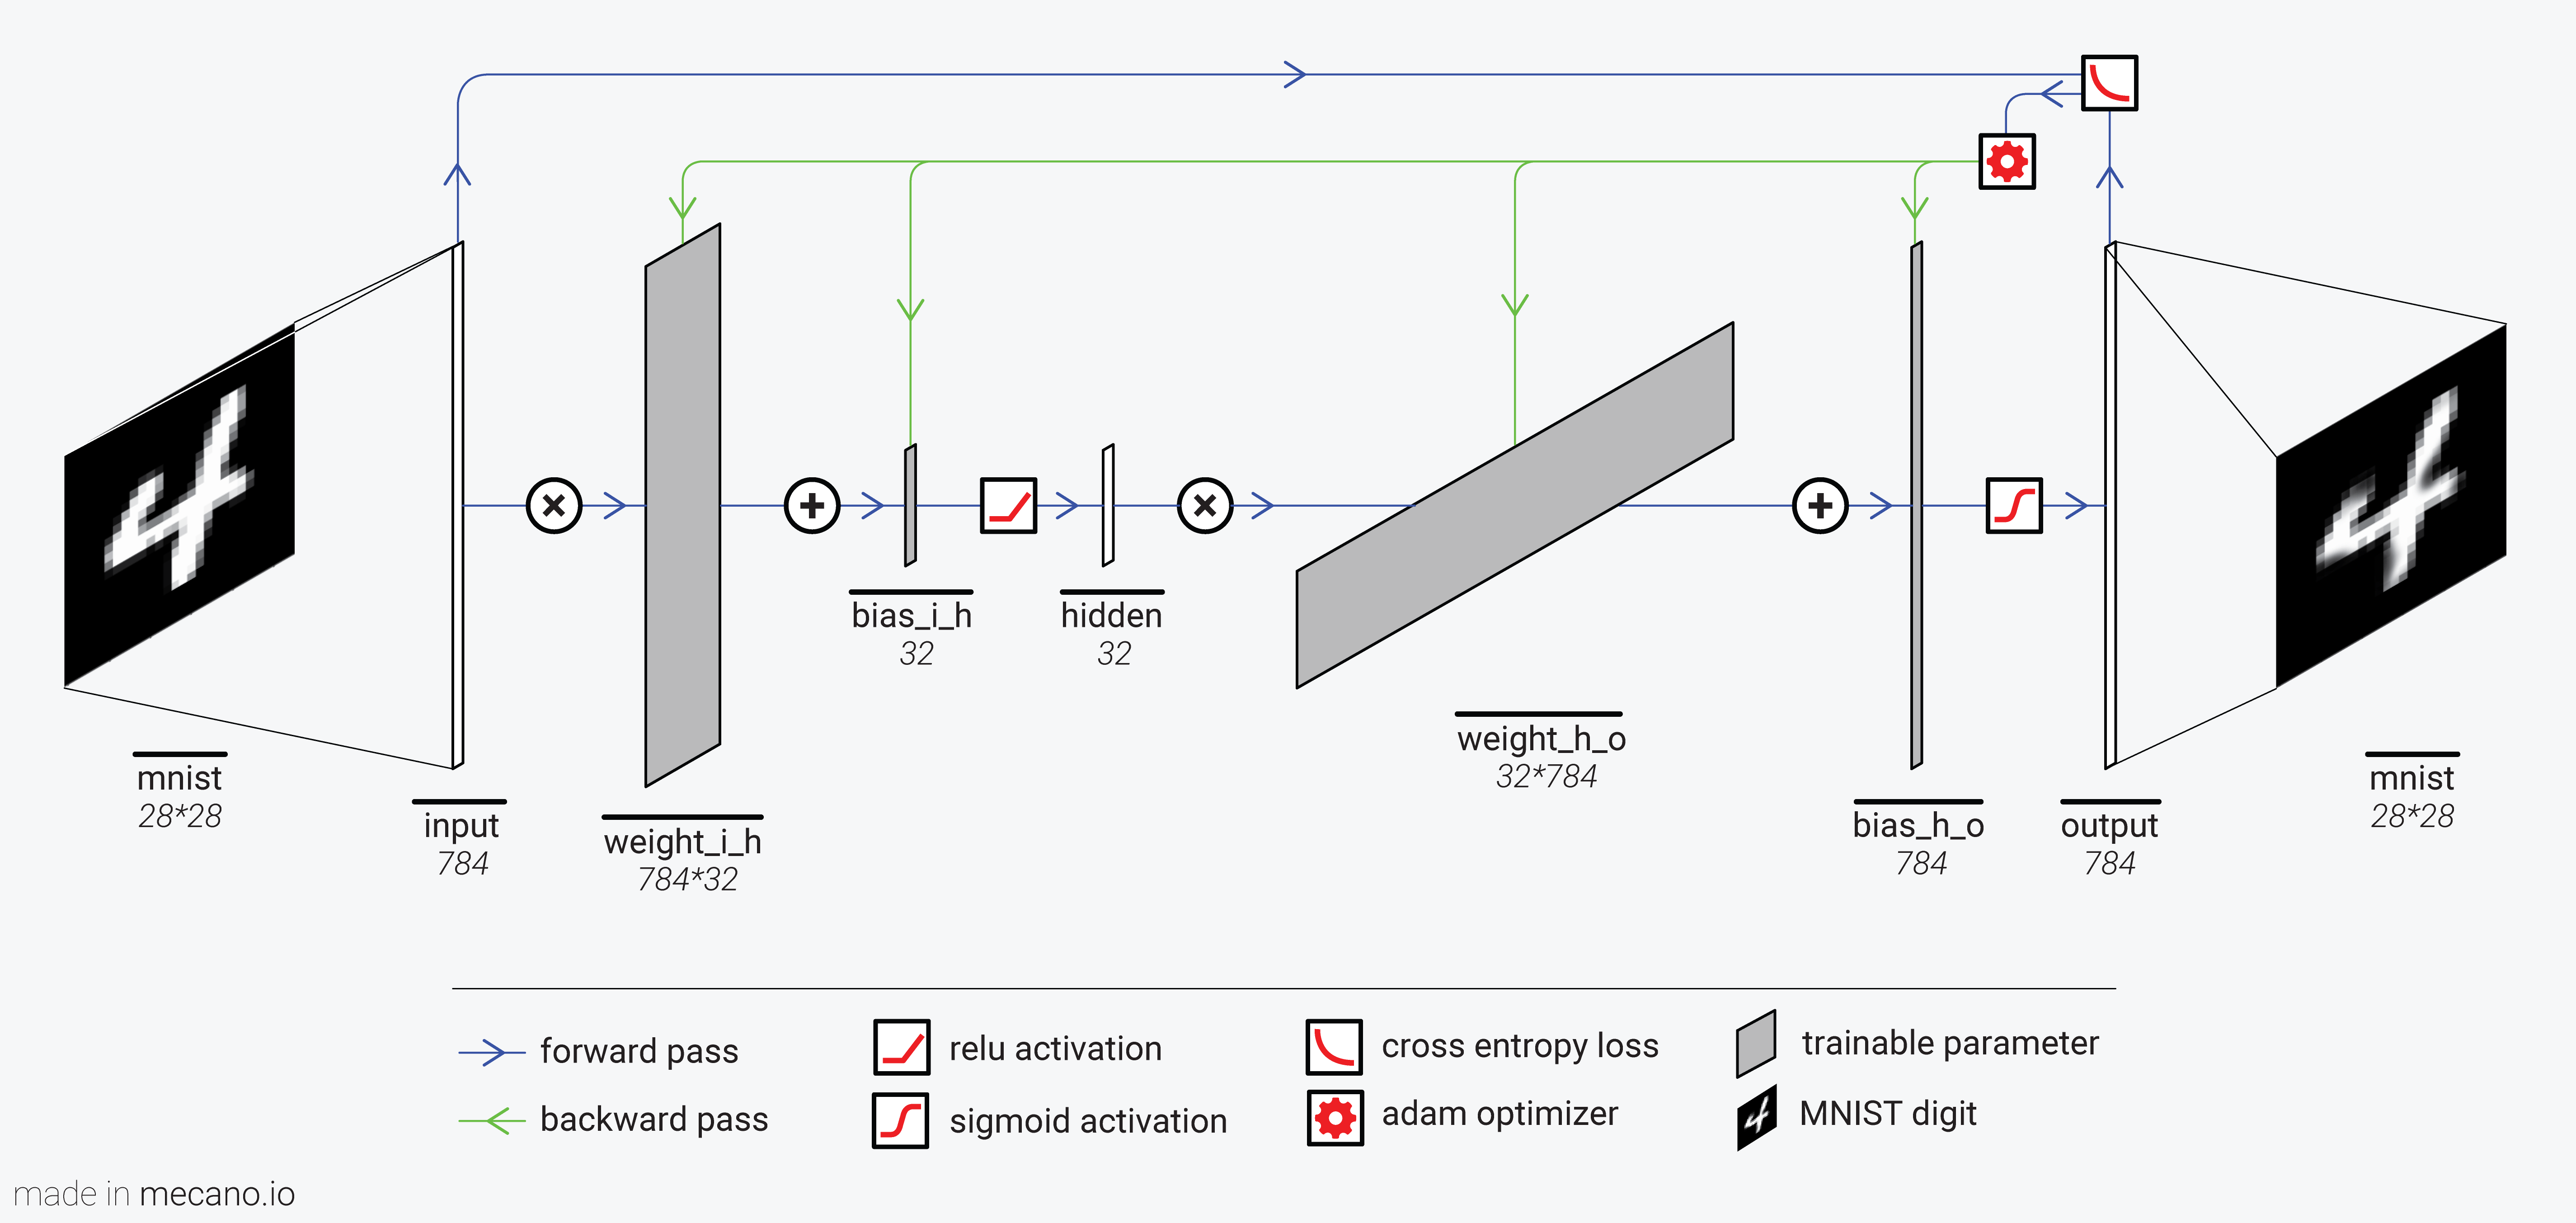 mnist
28*28
input
784
weight_i_h
784*32
bias_i_h
32
hidden
32
weight_h_o
32*784
bias_h_o
784
output
784
mnist
28*28
forward pass
backward pass
relu activation
sigmoid activation
cross entropy loss
adam optimizer
trainable parameter
MNIST digit
made in mecano.io